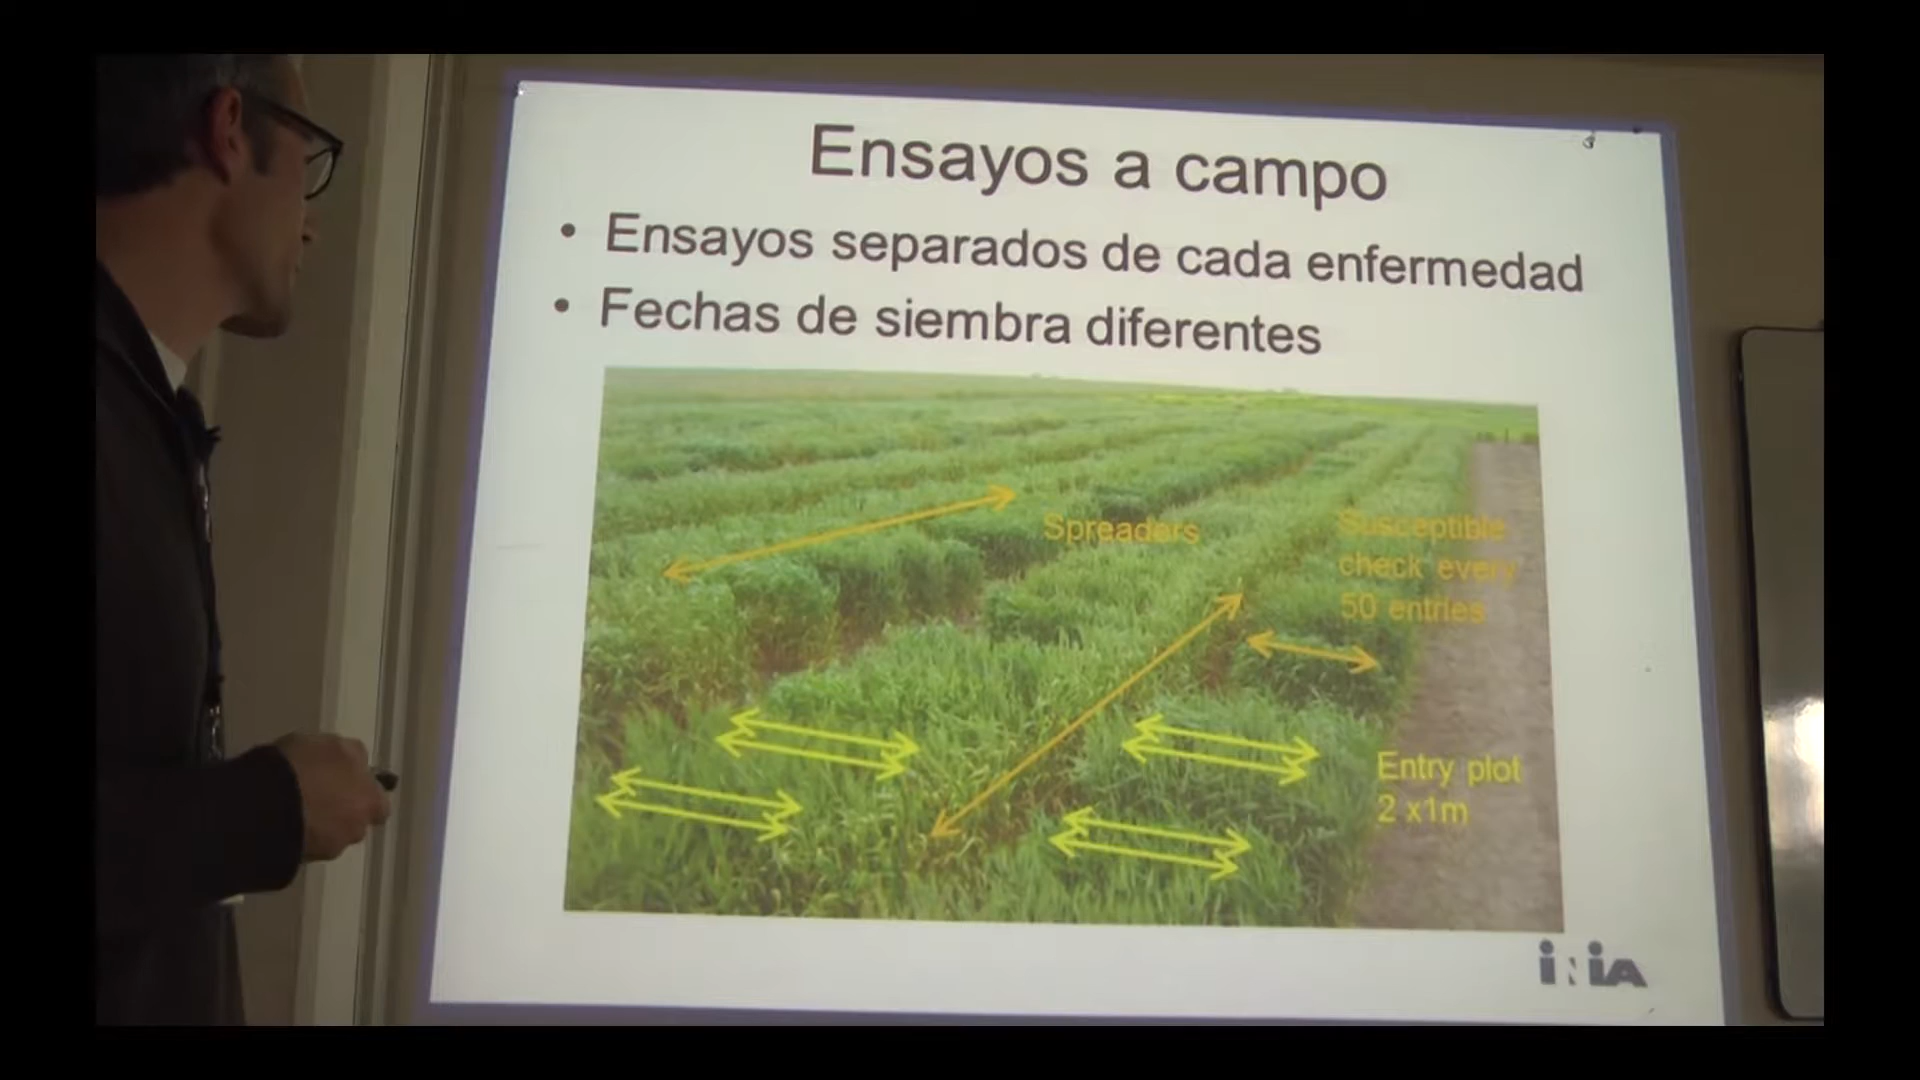 Ensayos a campo
• Ensayos separados de cada enfermedad
• Fechas de siembra diferentes
Spreaders
Susceptible
check every
50 entries
Entry plot
2 x1m
iNiA